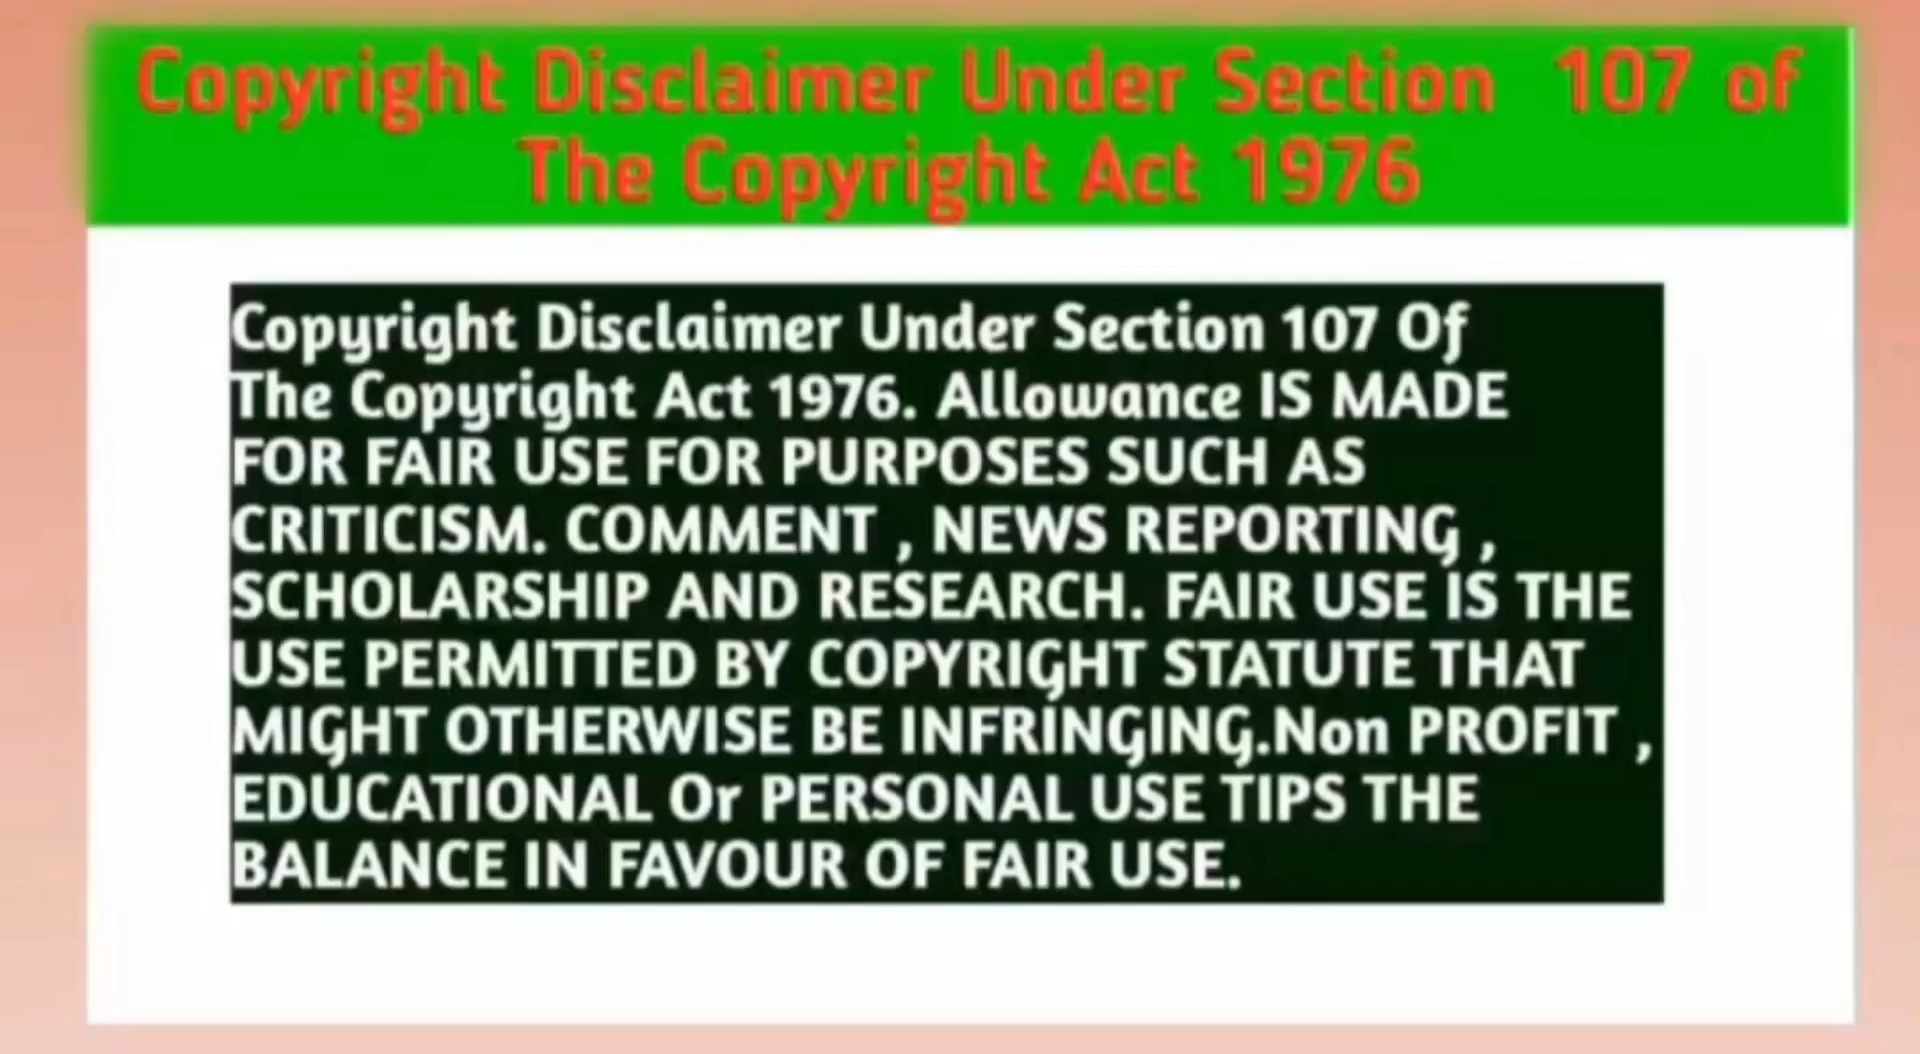 Copyright Disclaimer Under Section 107 of
The Copyright Act 1976
Copyright Disclaimer Under Section 107 Of
The Copyright Act 1976. Allowance IS MADE
FOR FAIR USE FOR PURPOSES SUCH AS
CRITICISM. COMMENT , NEWS REPORTING ,
SCHOLARSHIP AND RESEARCH. FAIR USE IS THE
USE PERMITTED BY COPYRIGHT STATUTE THAT
MIGHT OTHERWISE BE INFRINGING.Non PROFIT ,
EDUCATIONAL Or PERSONAL USE TIPS THE
BALANCE IN FAVOUR OF FAIR USE.